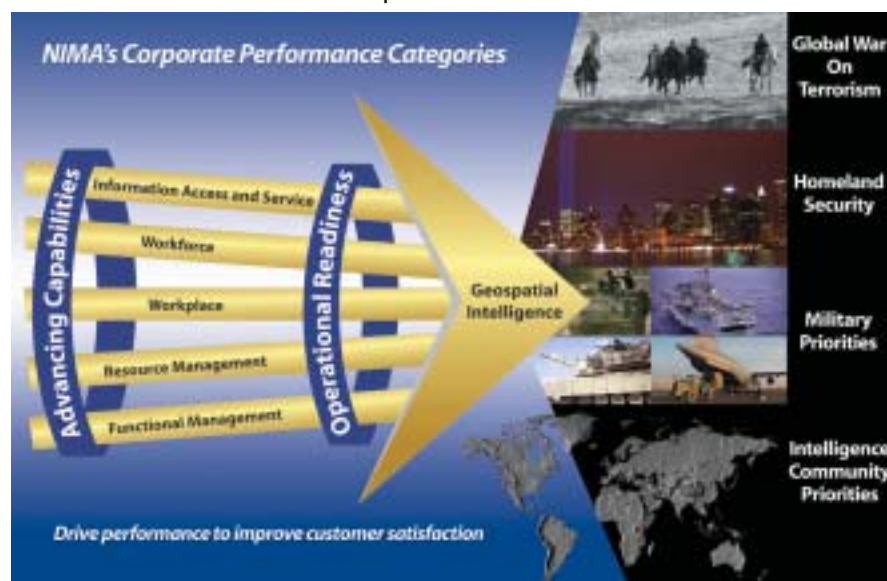 NIMA's Corporate Performance Categories
Advancing Capabilities
Information Access and Service
Workforce
Workplace
Resource Management
Functional Management
Operational Readiness
Geospatial
Intelligence
Drive performance to improve customer satisfaction
Global War
On
Terrorism
Homeland
Security
Military
Priorities
Intelligence
Community
Priorities